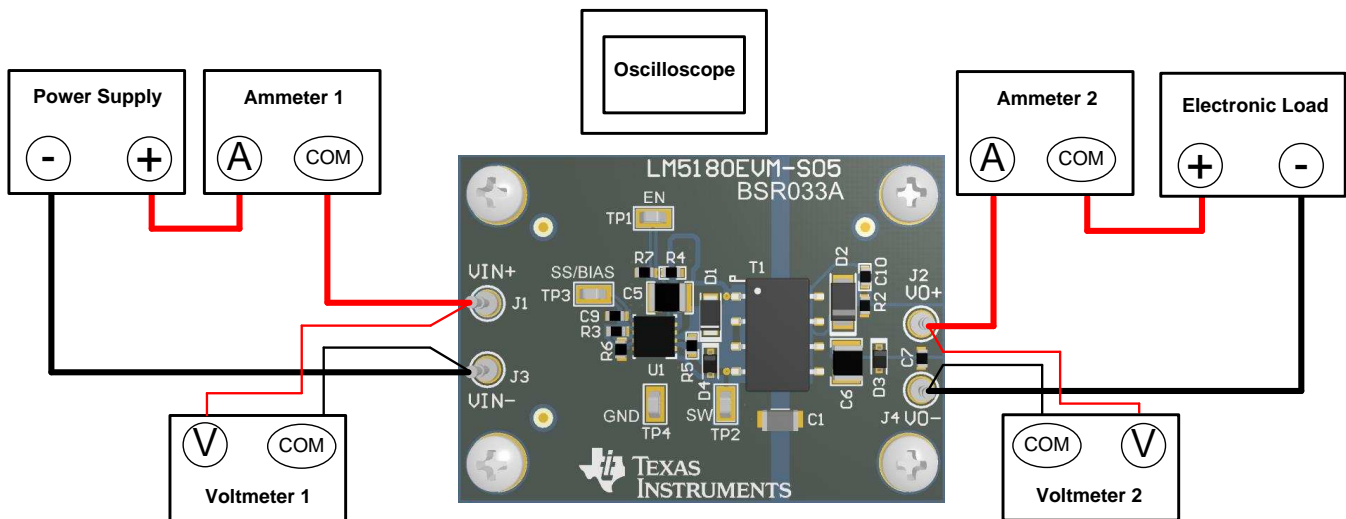 Oscilloscope
Power Supply
-
+
Ammeter 1
A
COM
Ammeter 2
A
COM
Electronic Load
+
-
LM5180EVM-S05
BSR033A
EN
TP1
R7
R4
D1
T1
D2
C10
R2
J2
VO+
VIN+
J1
SS/BIAS
TP3
C5
C9
R3
R6
U1
R5
D4
C6
D3
C7
J3
VIN-
J4
VO-
GND
TP4
SW
TP2
C1
TEXAS
INSTRUMENTS
V
COM
Voltmeter 1
COM
V
Voltmeter 2